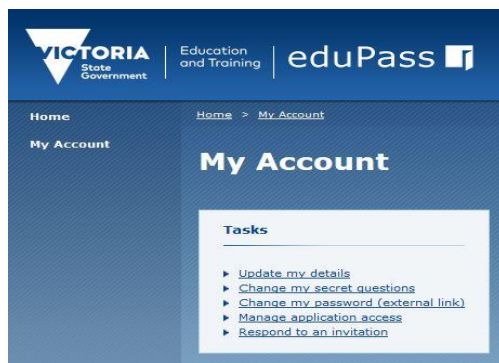 VICTORIA
State
Government
Education
and Training
eduPass
Home
My Account
Home > My Account
My Account
Tasks
Update my details
Change my secret questions
Change my password (external link)
Manage application access
Respond to an invitation